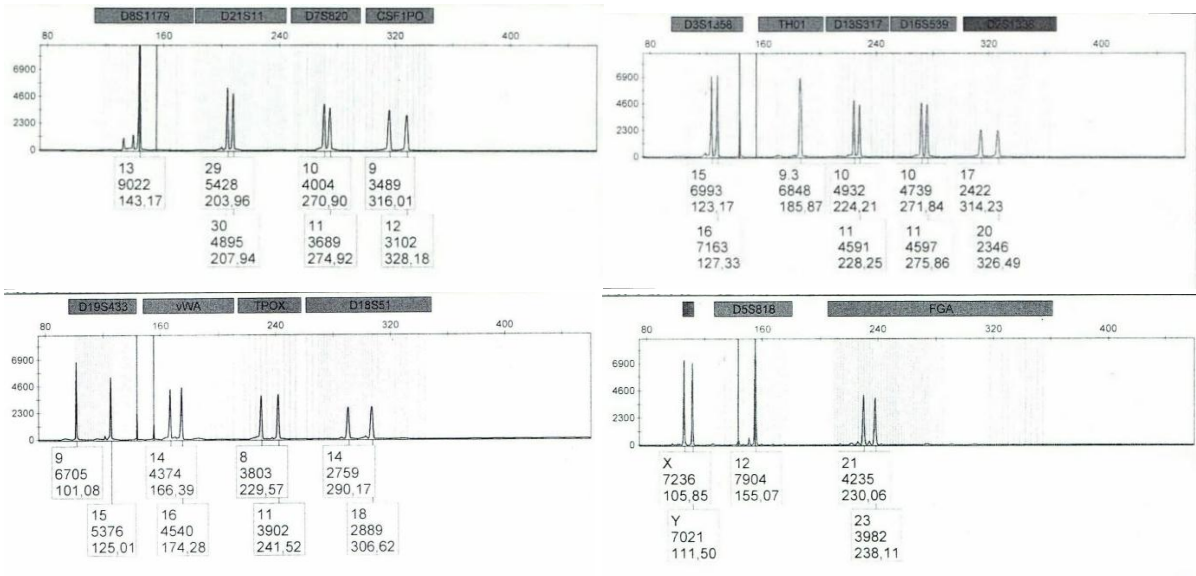 D8S1179 D21S11 D7S820 CSF1PO
80 160 240 320 400
6900
4600
2300
0
13 29 10 9
9022 5428 4004 3489
143,17 203,96 270,90 316,01
30 11 12
4895 3689 3102
207,94 274,92 328,18
D3S1358 TH01 D13S317 D16S539 D2S1338
80 160 240 320 400
6900
4600
2300
0
15 9.3 10 10 17
6993 6848 4932 4739 2422
123,17 185,87 224,21 271,84 314,23
16 11 11 20
7163 4591 4597 2346
127,33 228,25 275,86 326,49
D19S433 vWA TPOX D18S51
80 160 240 320 400
6900
4600
2300
0
9 14 8 14
6705 4374 3803 2759
101,08 166,39 229,57 290,17
15 16 11 18
5376 4540 3902 2889
125,01 174,28 241,52 306,62
D5S818 FGA
80 160 240 320 400
6900
4600
2300
0
X 12 21
7236 7904 4235
105,85 155,07 230,06
Y 23
7021 3982
111,50 238,11